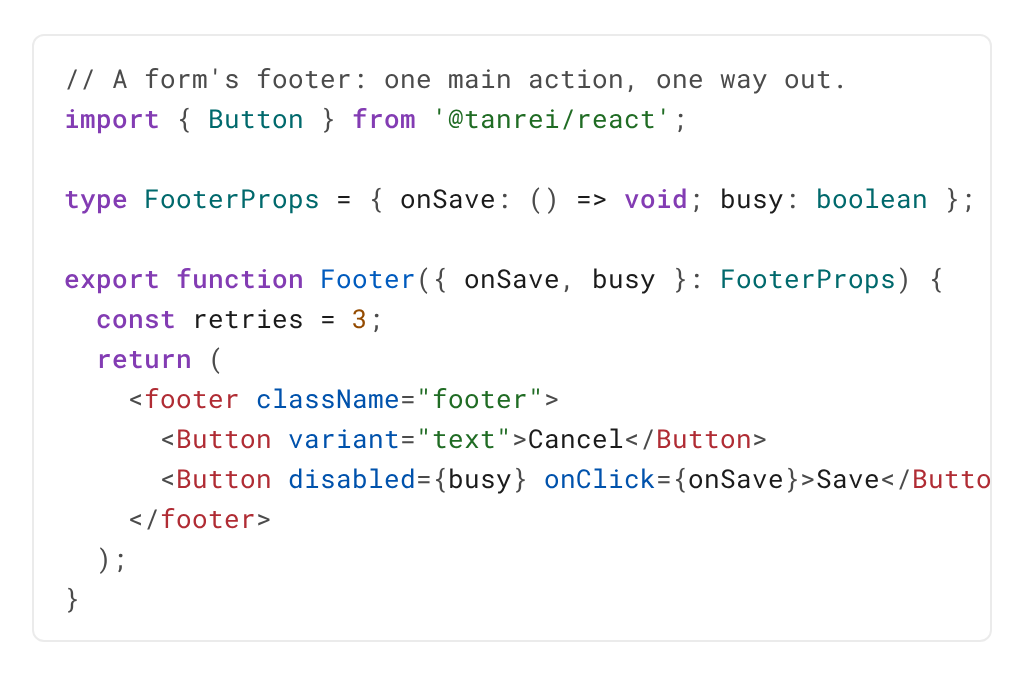 // A form's footer: one main action, one way out.
import { Button } from '@tanrei/react';

type FooterProps = { onSave: () => void; busy: boolean };

export function Footer({ onSave, busy }: FooterProps) {
  const retries = 3;
  return (
    <footer className="footer">
      <Button variant="text">Cancel</Button>
      <Button disabled={busy} onClick={onSave}>Save</Butto
    </footer>
  );
}